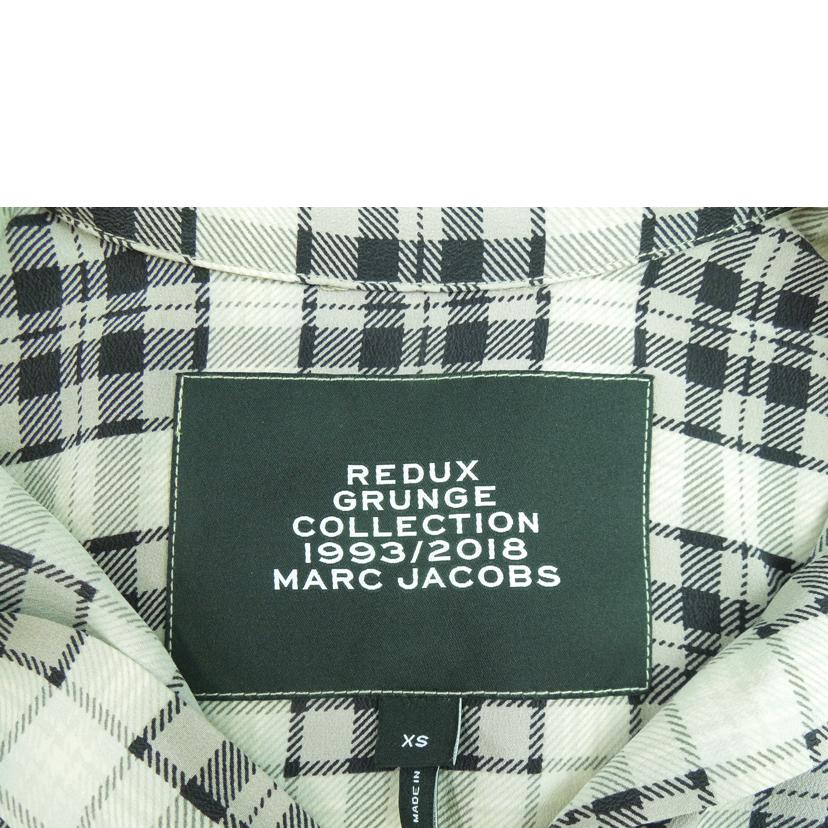 REDUX
GRUNGE
COLLECTION
1993/2018
MARC JACOBS
XS
MADE IN